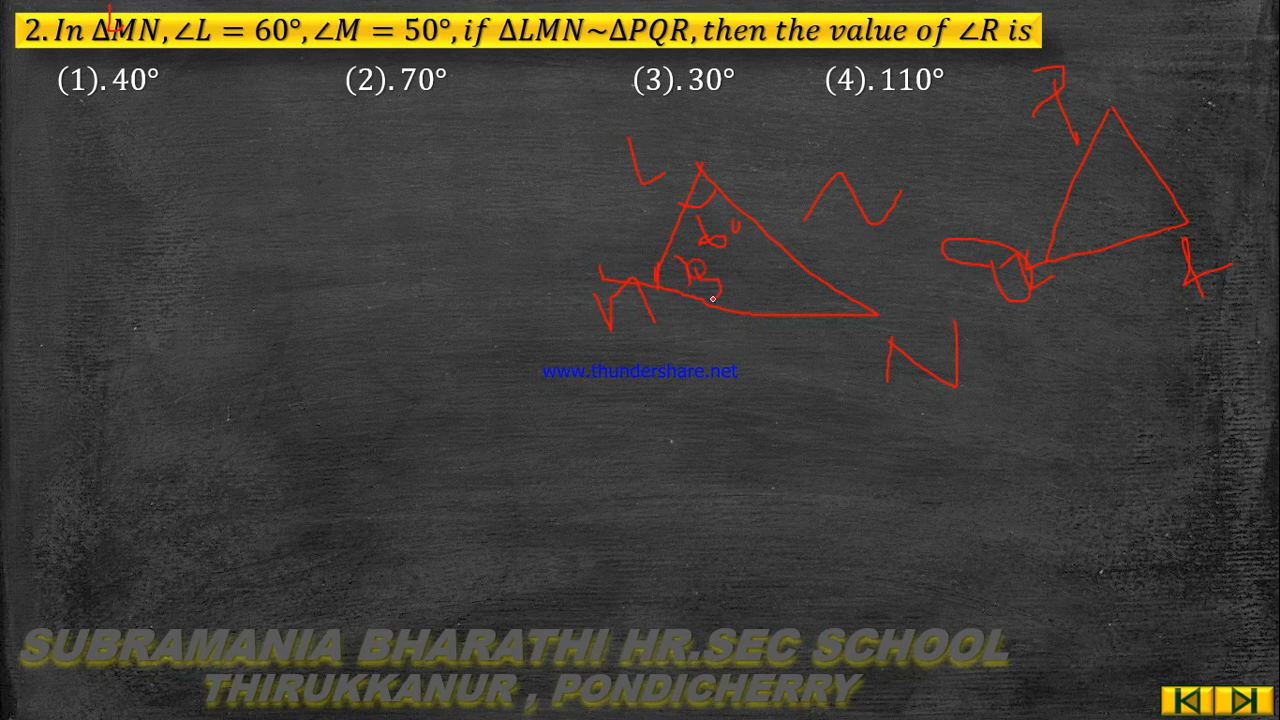 2. In ΔMN, ∠L = 60°, ∠M = 50°, if ΔLMN~ΔPQR, then the value of ∠R is
L
(1). 40° (2). 70° (3). 30° (4). 110°
L
60°
M
N
www.thundershare.net
SUBRAMANIA BHARATHI HR.SEC SCHOOL
THIRUKKANUR , PONDICHERRY